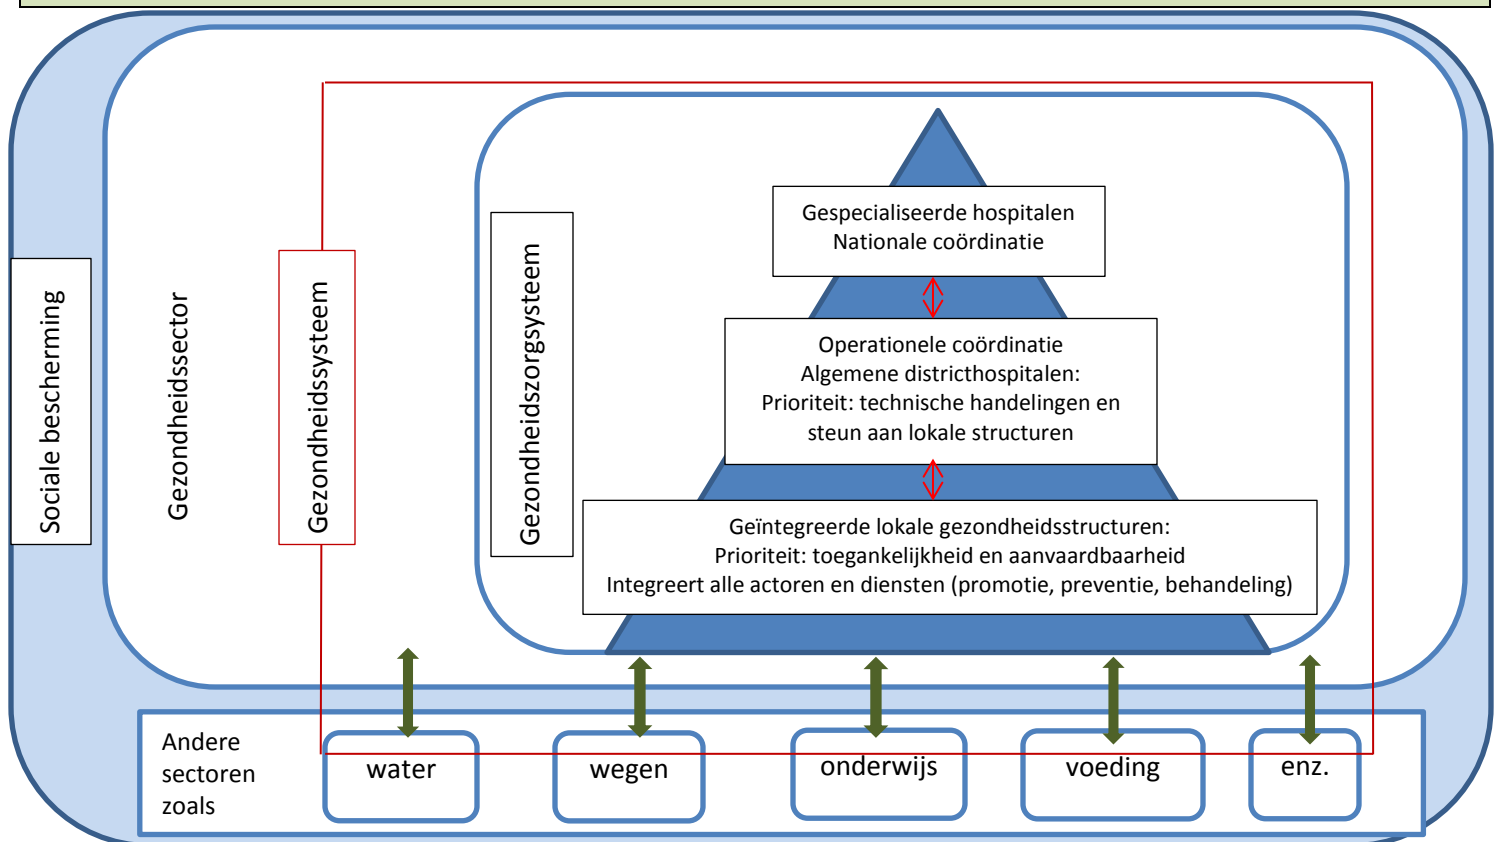 Sociale bescherming
Gezondheidssector
Gezondheidssysteem
Gezondheidszorgsysteem
Gespecialiseerde hospitalen
Nationale coördinatie
Operationele coördinatie
Algemene districthospitalen:
Prioriteit: technische handelingen en
steun aan lokale structuren
Geïntegreerde lokale gezondheidsstructuren:
Prioriteit: toegankelijkheid en aanvaardbaarheid
Integreert alle actoren en diensten (promotie, preventie, behandeling)
Andere
sectoren
zoals
water
wegen
onderwijs
voeding
enz.